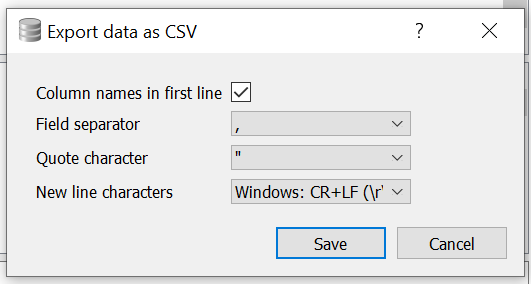 Export data as CSV ?
Column names in first line
Field separator ,
Quote character "
New line characters Windows: CR+LF (\r
Save Cancel